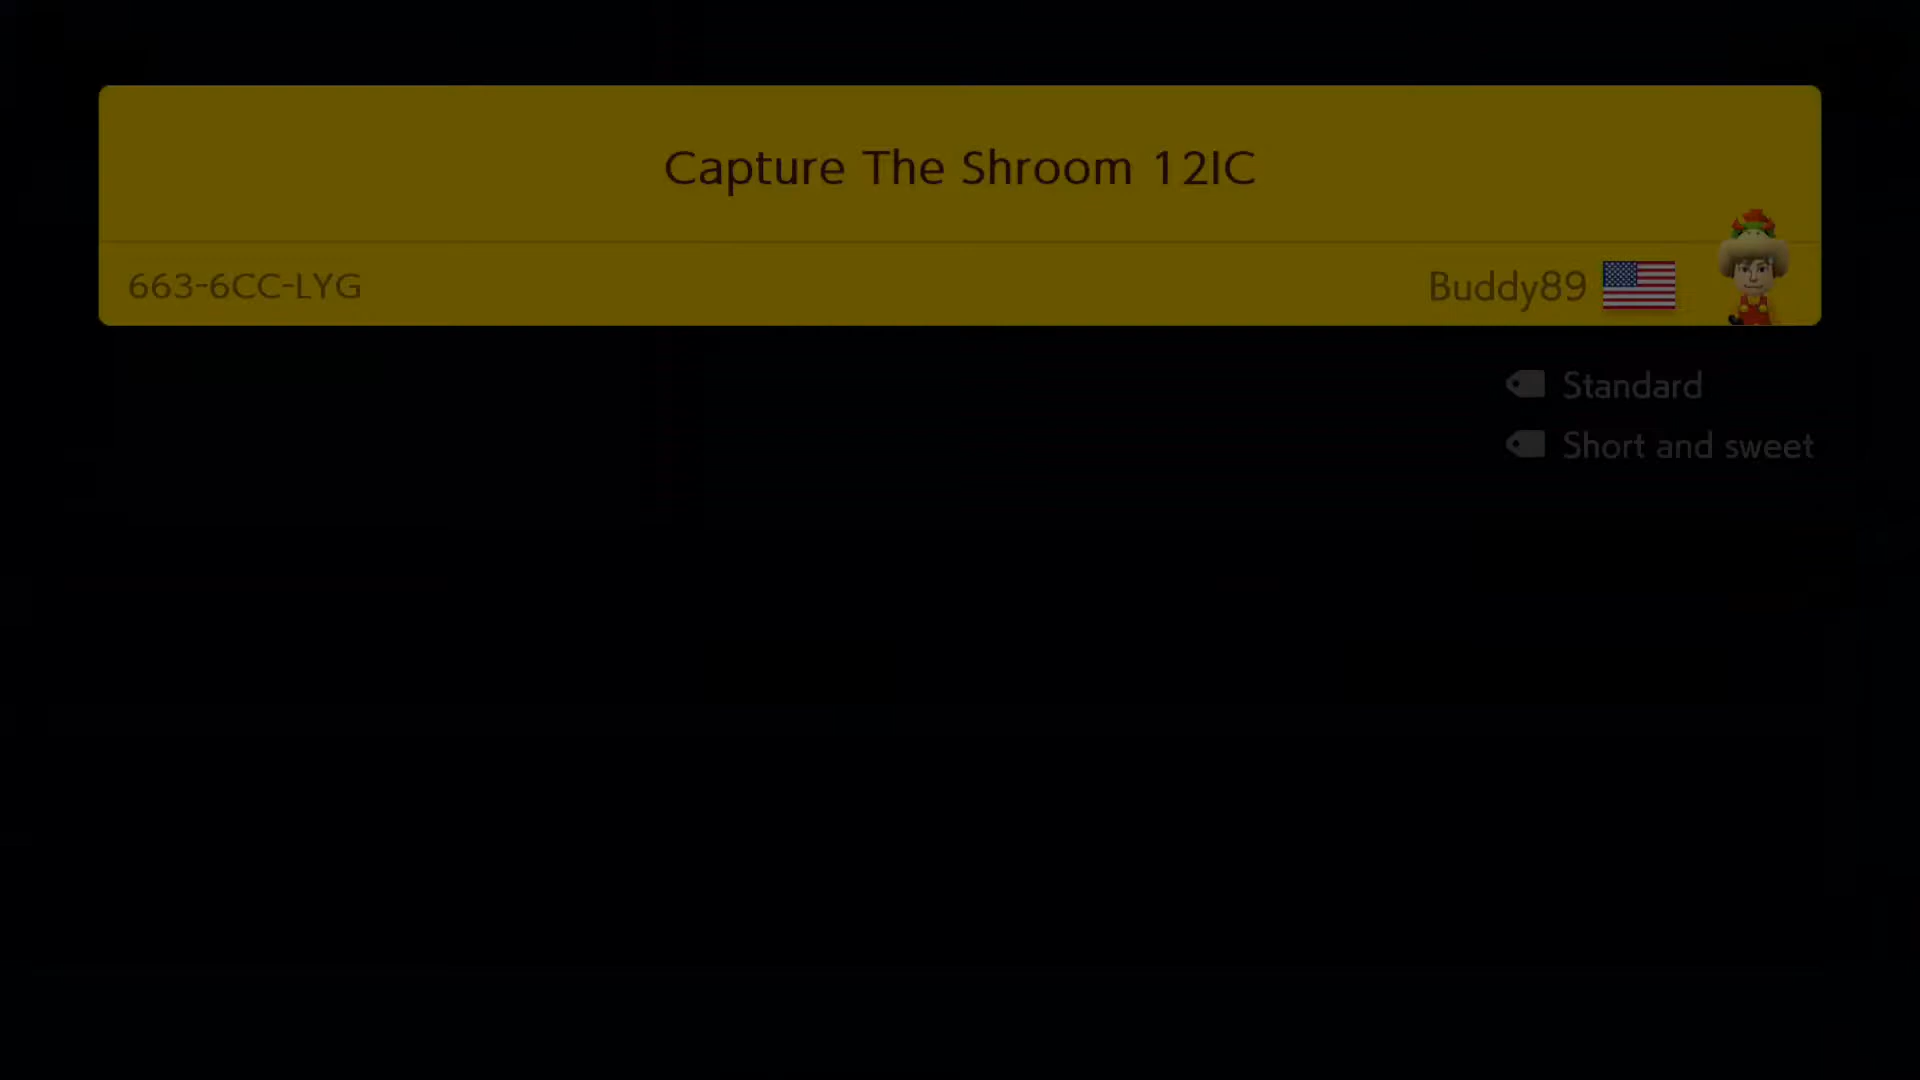 Capture The Shroom 12IC
663-6CC-LYG
Buddy89
Standard
Short and sweet